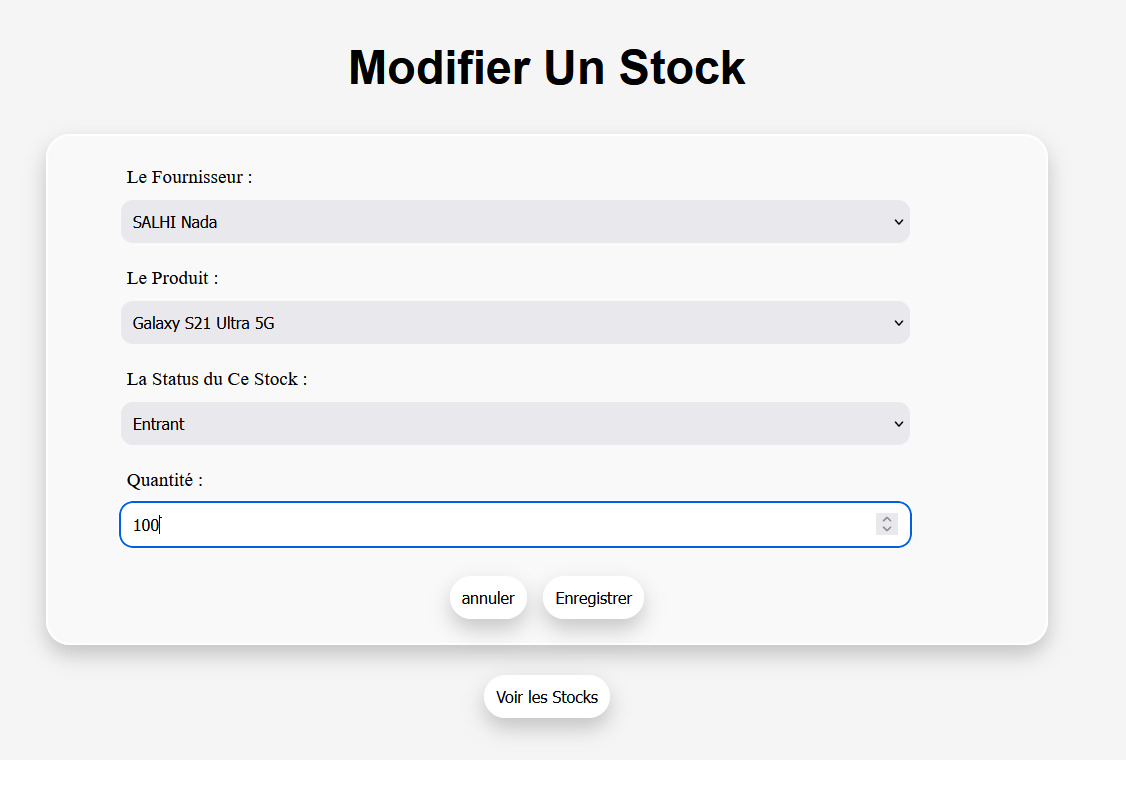 Modifier Un Stock
Le Fournisseur :
SALHI Nada
Le Produit :
Galaxy S21 Ultra 5G
La Status du Ce Stock :
Entrant
Quantité :
100
annuler Enregistrer
Voir les Stocks